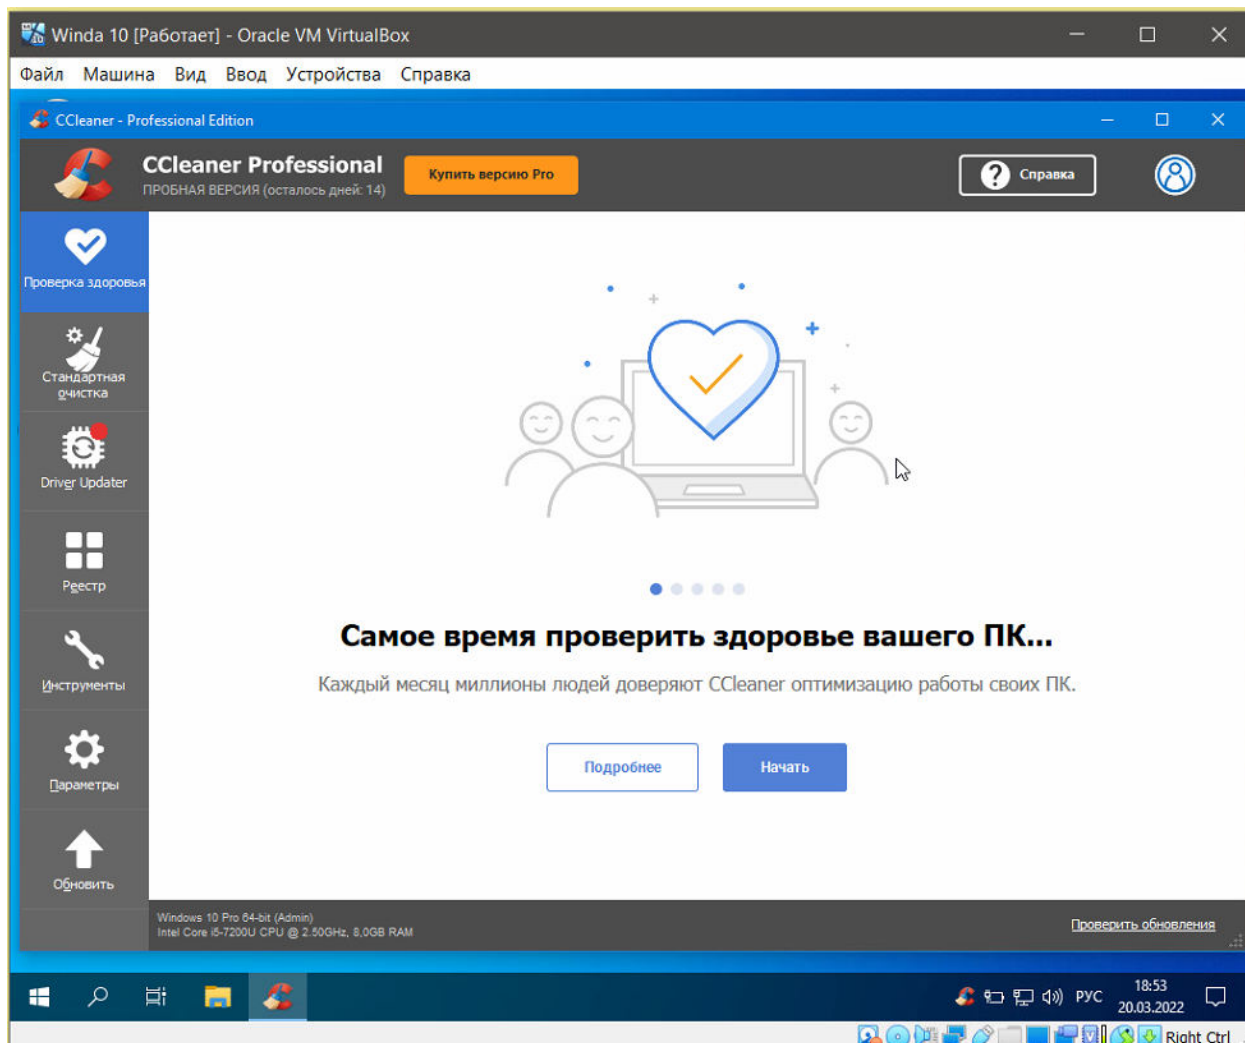 Winda 10 [Работает] - Oracle VM VirtualBox
Файл Машина Вид Ввод Устройства Справка
CCleaner - Professional Edition
CCleaner Professional
ПРОБНАЯ ВЕРСИЯ (осталось дней: 14)
Купить версию Pro
Справка
Проверка здоровья
Стандартная
очистка
Driver Updater
Реестр
Инструменты
Параметры
Обновить
Самое время проверить здоровье вашего ПК...
Каждый месяц миллионы людей доверяют CCleaner оптимизацию работы своих ПК.
Подробнее
Начать
Windows 10 Pro 64-bit (Admin)
Intel Core i5-7200U CPU @ 2.50GHz, 8,0GB RAM
Проверить обновления
РУС
18:53
20.03.2022
Right Ctrl